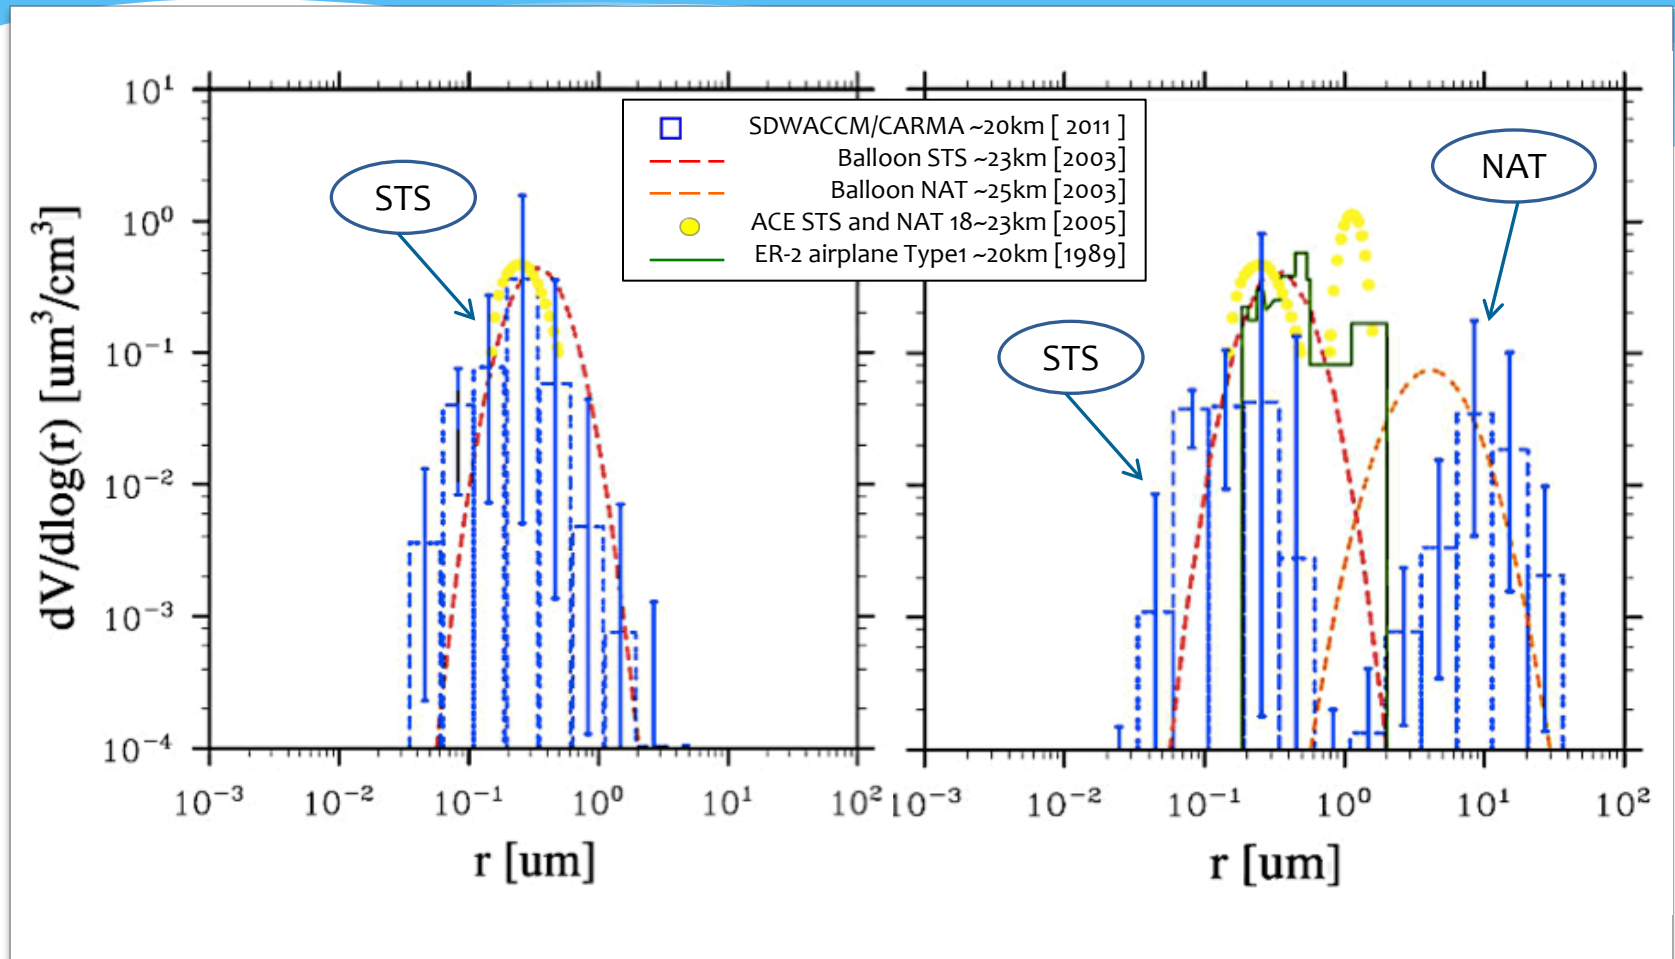 10¹
10⁰
10⁻¹
10⁻²
10⁻³
10⁻⁴
dV/dlog(r) [um³/cm³]
STS
SDWACCM/CARMA ~20km [ 2011 ]
Balloon STS ~23km [2003]
Balloon NAT ~25km [2003]
ACE STS and NAT 18~23km [2005]
ER-2 airplane Type1 ~20km [1989]
NAT
STS
10⁻³ 10⁻² 10⁻¹ 10⁰ 10¹ 10²
10⁻³ 10⁻² 10⁻¹ 10⁰ 10¹ 10²
r [um]
r [um]